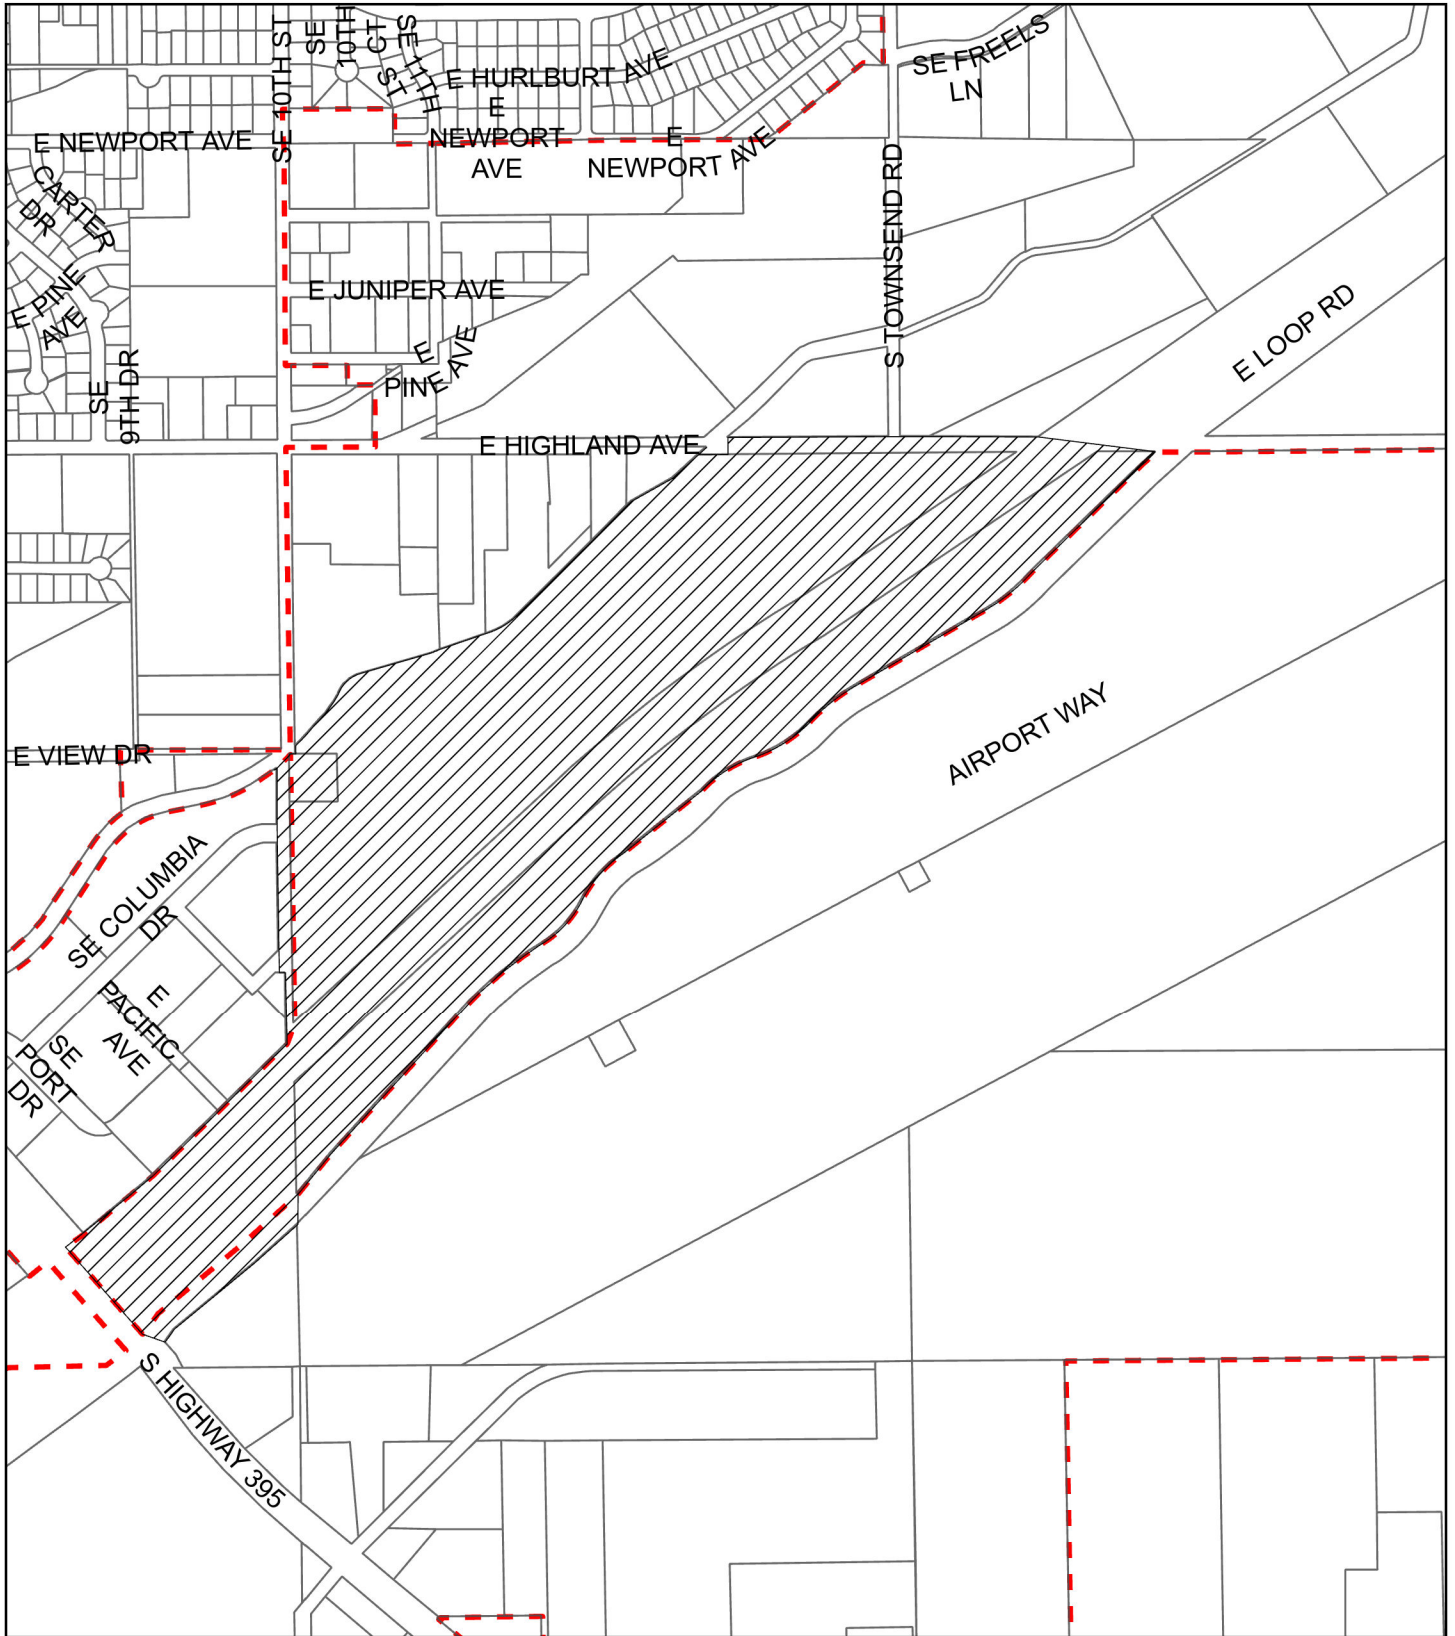 SE 10TH ST
SE
10TH
CT
SE 11TH
ST
E HURLBURT AVE
SE FREELS
LN
E NEWPORT AVE
E
NEWPORT
AVE
E
NEWPORT AVE
CARTER
DR
S TOWNSEND RD
E PINE
AVE
E JUNIPER AVE
E LOOP RD
E
PINE AVE
SE
9TH DR
E HIGHLAND AVE
E VIEW DR
AIRPORT WAY
SE COLUMBIA
DR
E
PACIFIC
AVE
SE
PORT
DR
S HIGHWAY 395